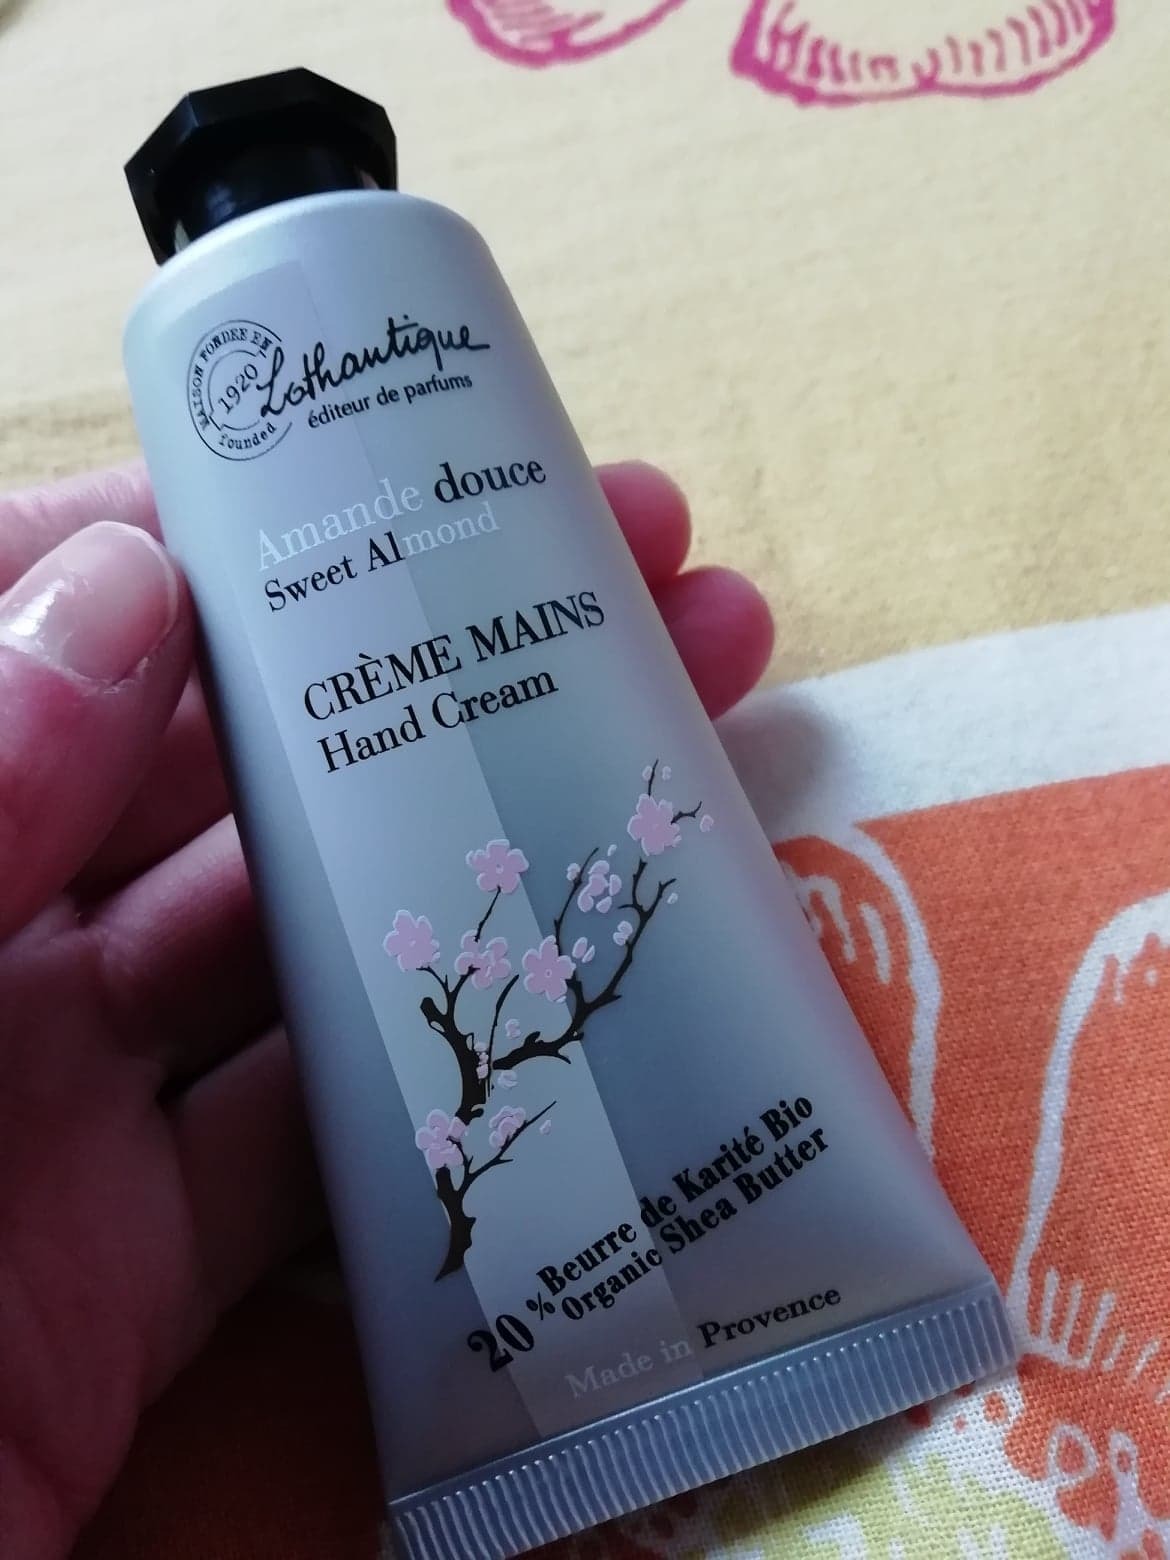 MAISON FONDEE EN
1920
founded
Lothantique
éditeur de parfums
Amande douce
Sweet Almond
CRÈME MAINS
Hand Cream
20% Beurre de Karité Bio
Organic Shea Butter
Made in Provence